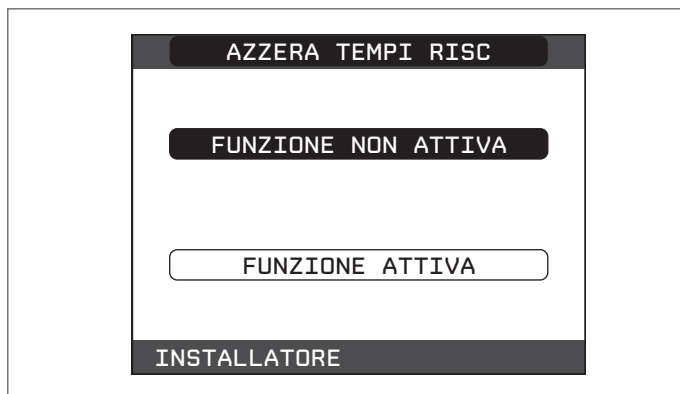 AZZERA TEMPI RISC
FUNZIONE NON ATTIVA
FUNZIONE ATTIVA
INSTALLATORE